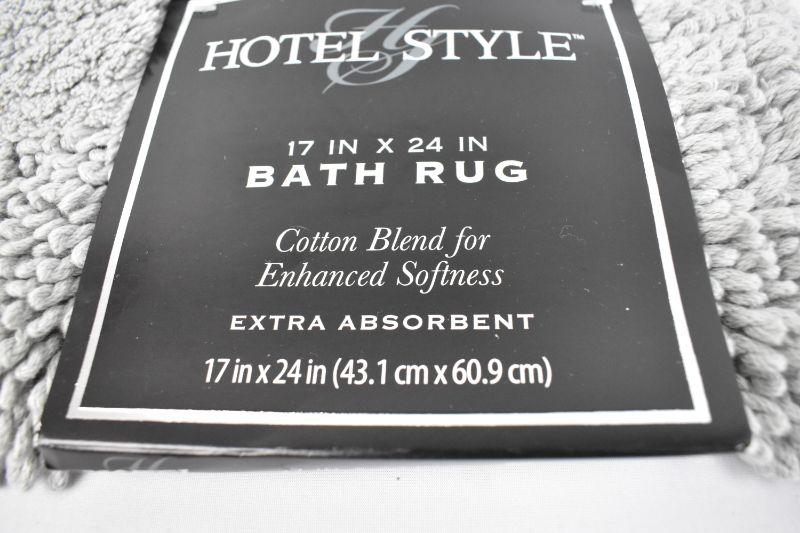 HOTEL STYLE™
17 IN X 24 IN
BATH RUG
Cotton Blend for
Enhanced Softness
EXTRA ABSORBENT
17 in x 24 in (43.1 cm x 60.9 cm)